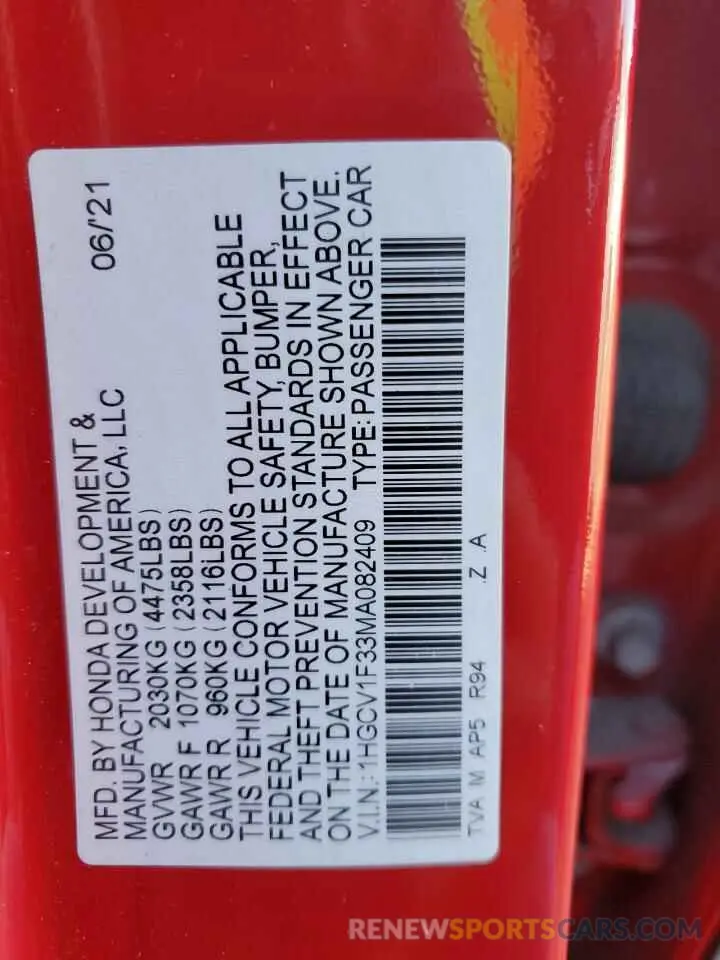 MFD. BY HONDA DEVELOPMENT &
MANUFACTURING OF AMERICA, LLC 06/'21
GVWR 2030KG (4475LBS)
GAWR F 1070KG (2358LBS)
GAWR R 960KG (2116LBS)
THIS VEHICLE CONFORMS TO ALL APPLICABLE
FEDERAL MOTOR VEHICLE SAFETY, BUMPER,
AND THEFT PREVENTION STANDARDS IN EFFECT
ON THE DATE OF MANUFACTURE SHOWN ABOVE.
V.I.N.:1HGCV1F33MA082409 TYPE:PASSENGER CAR
TVA M AP5 R94 .Z .A
RENEWSPORTSCARS.COM